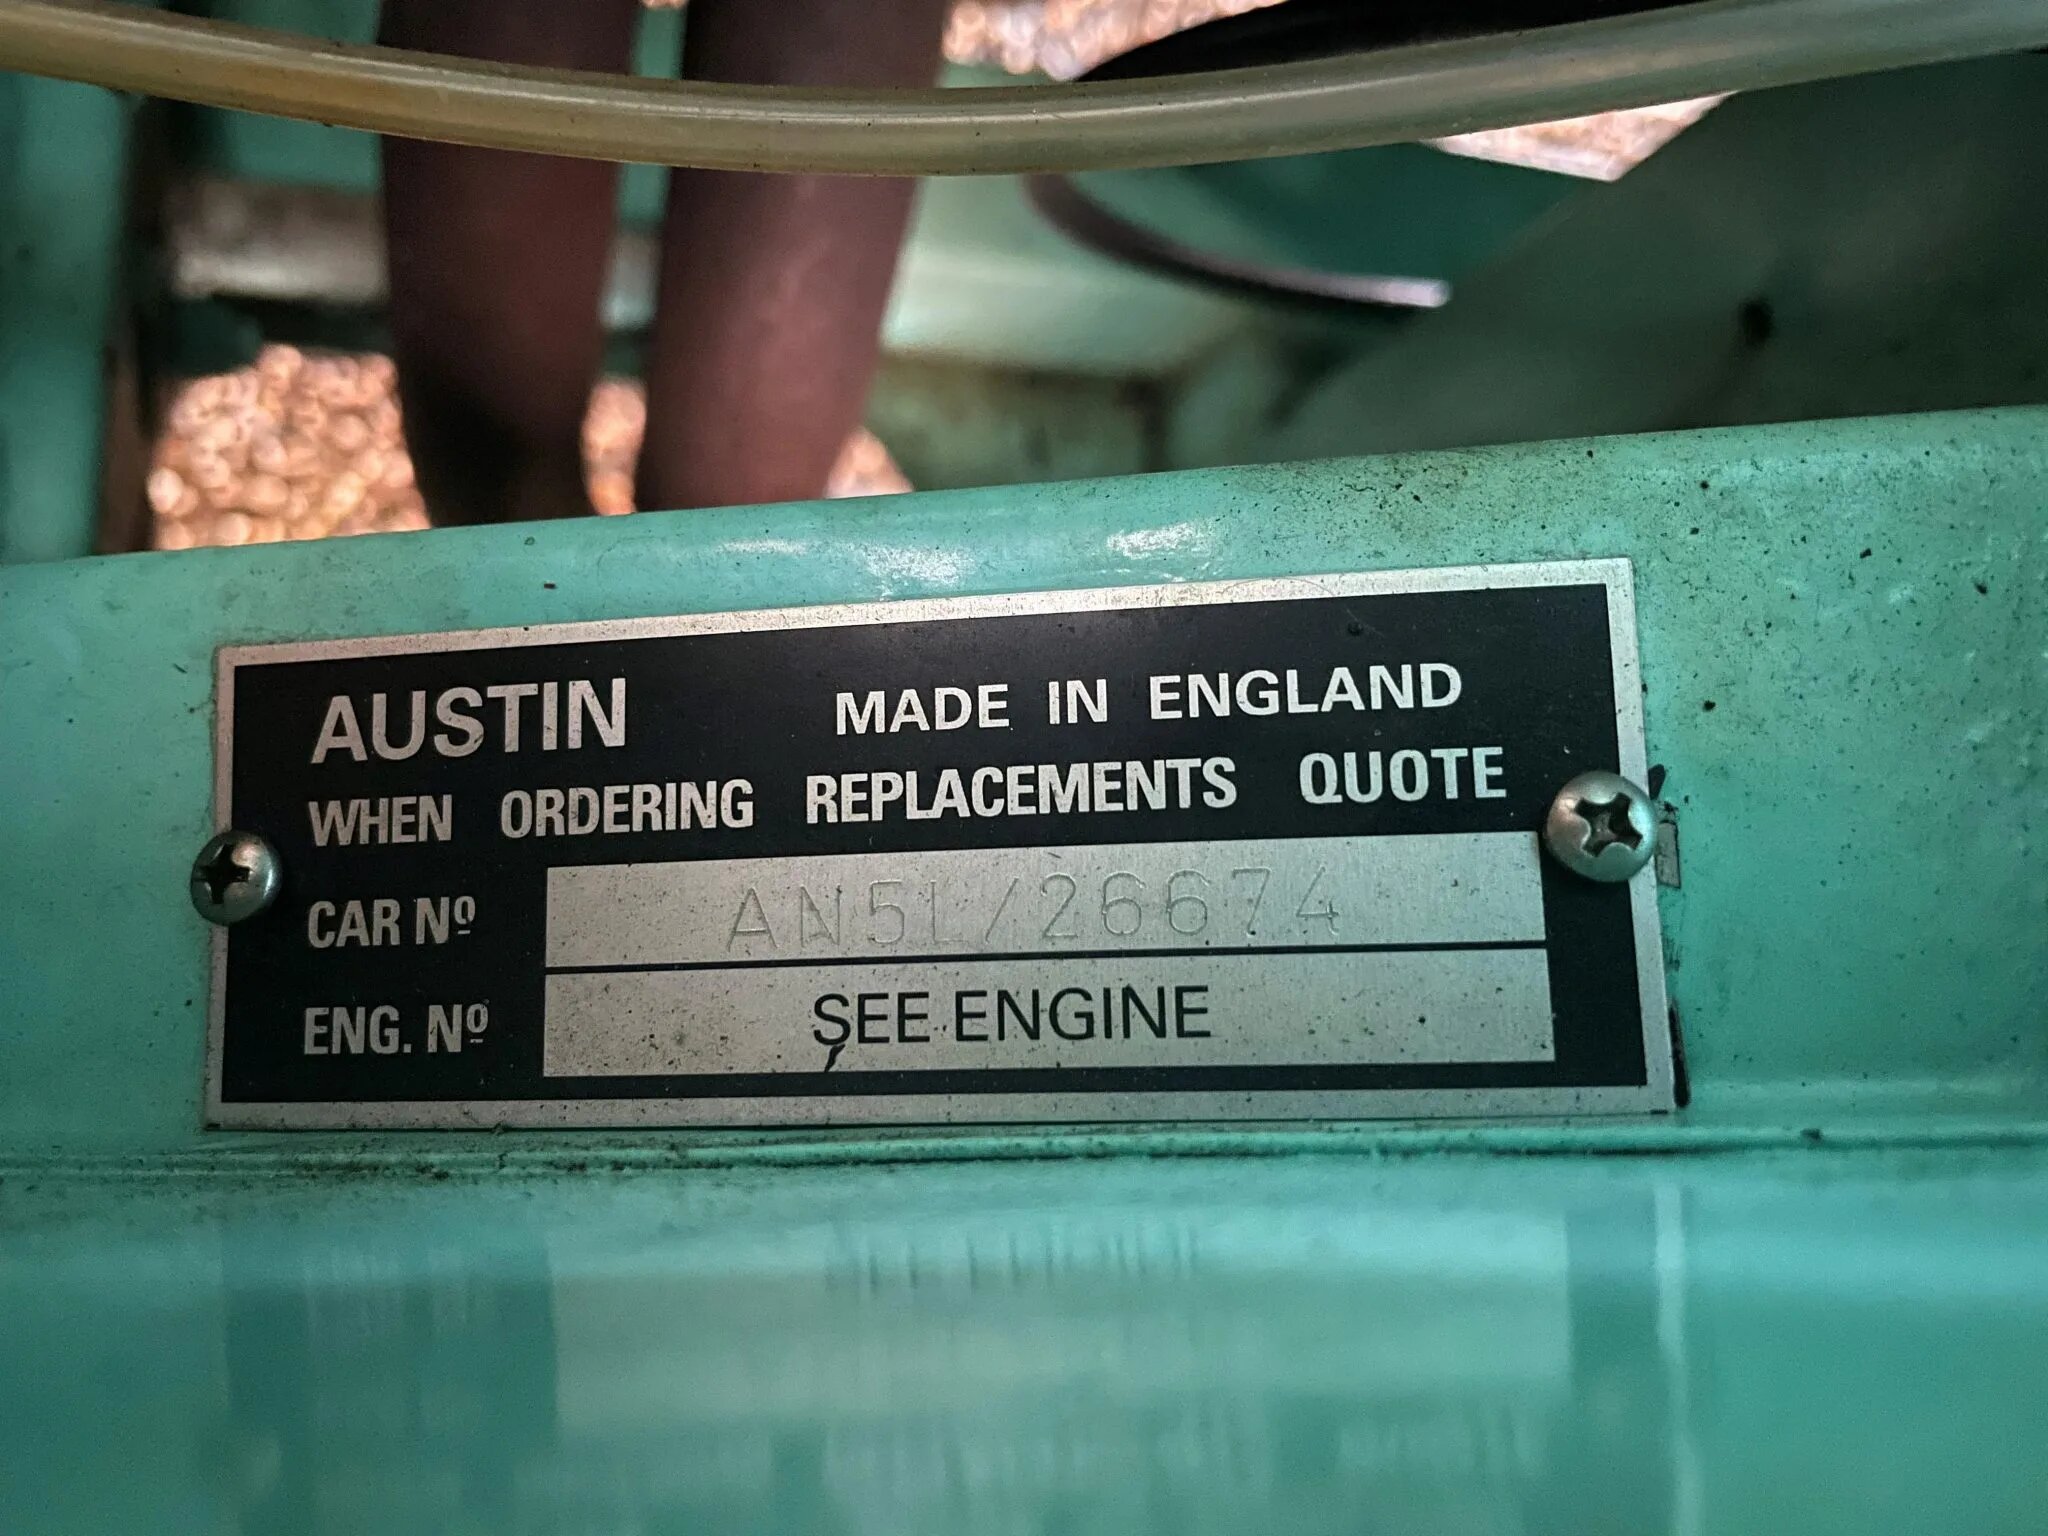 AUSTIN MADE IN ENGLAND
WHEN ORDERING REPLACEMENTS QUOTE
CAR Nº AN5L/26674
ENG. Nº SEE ENGINE